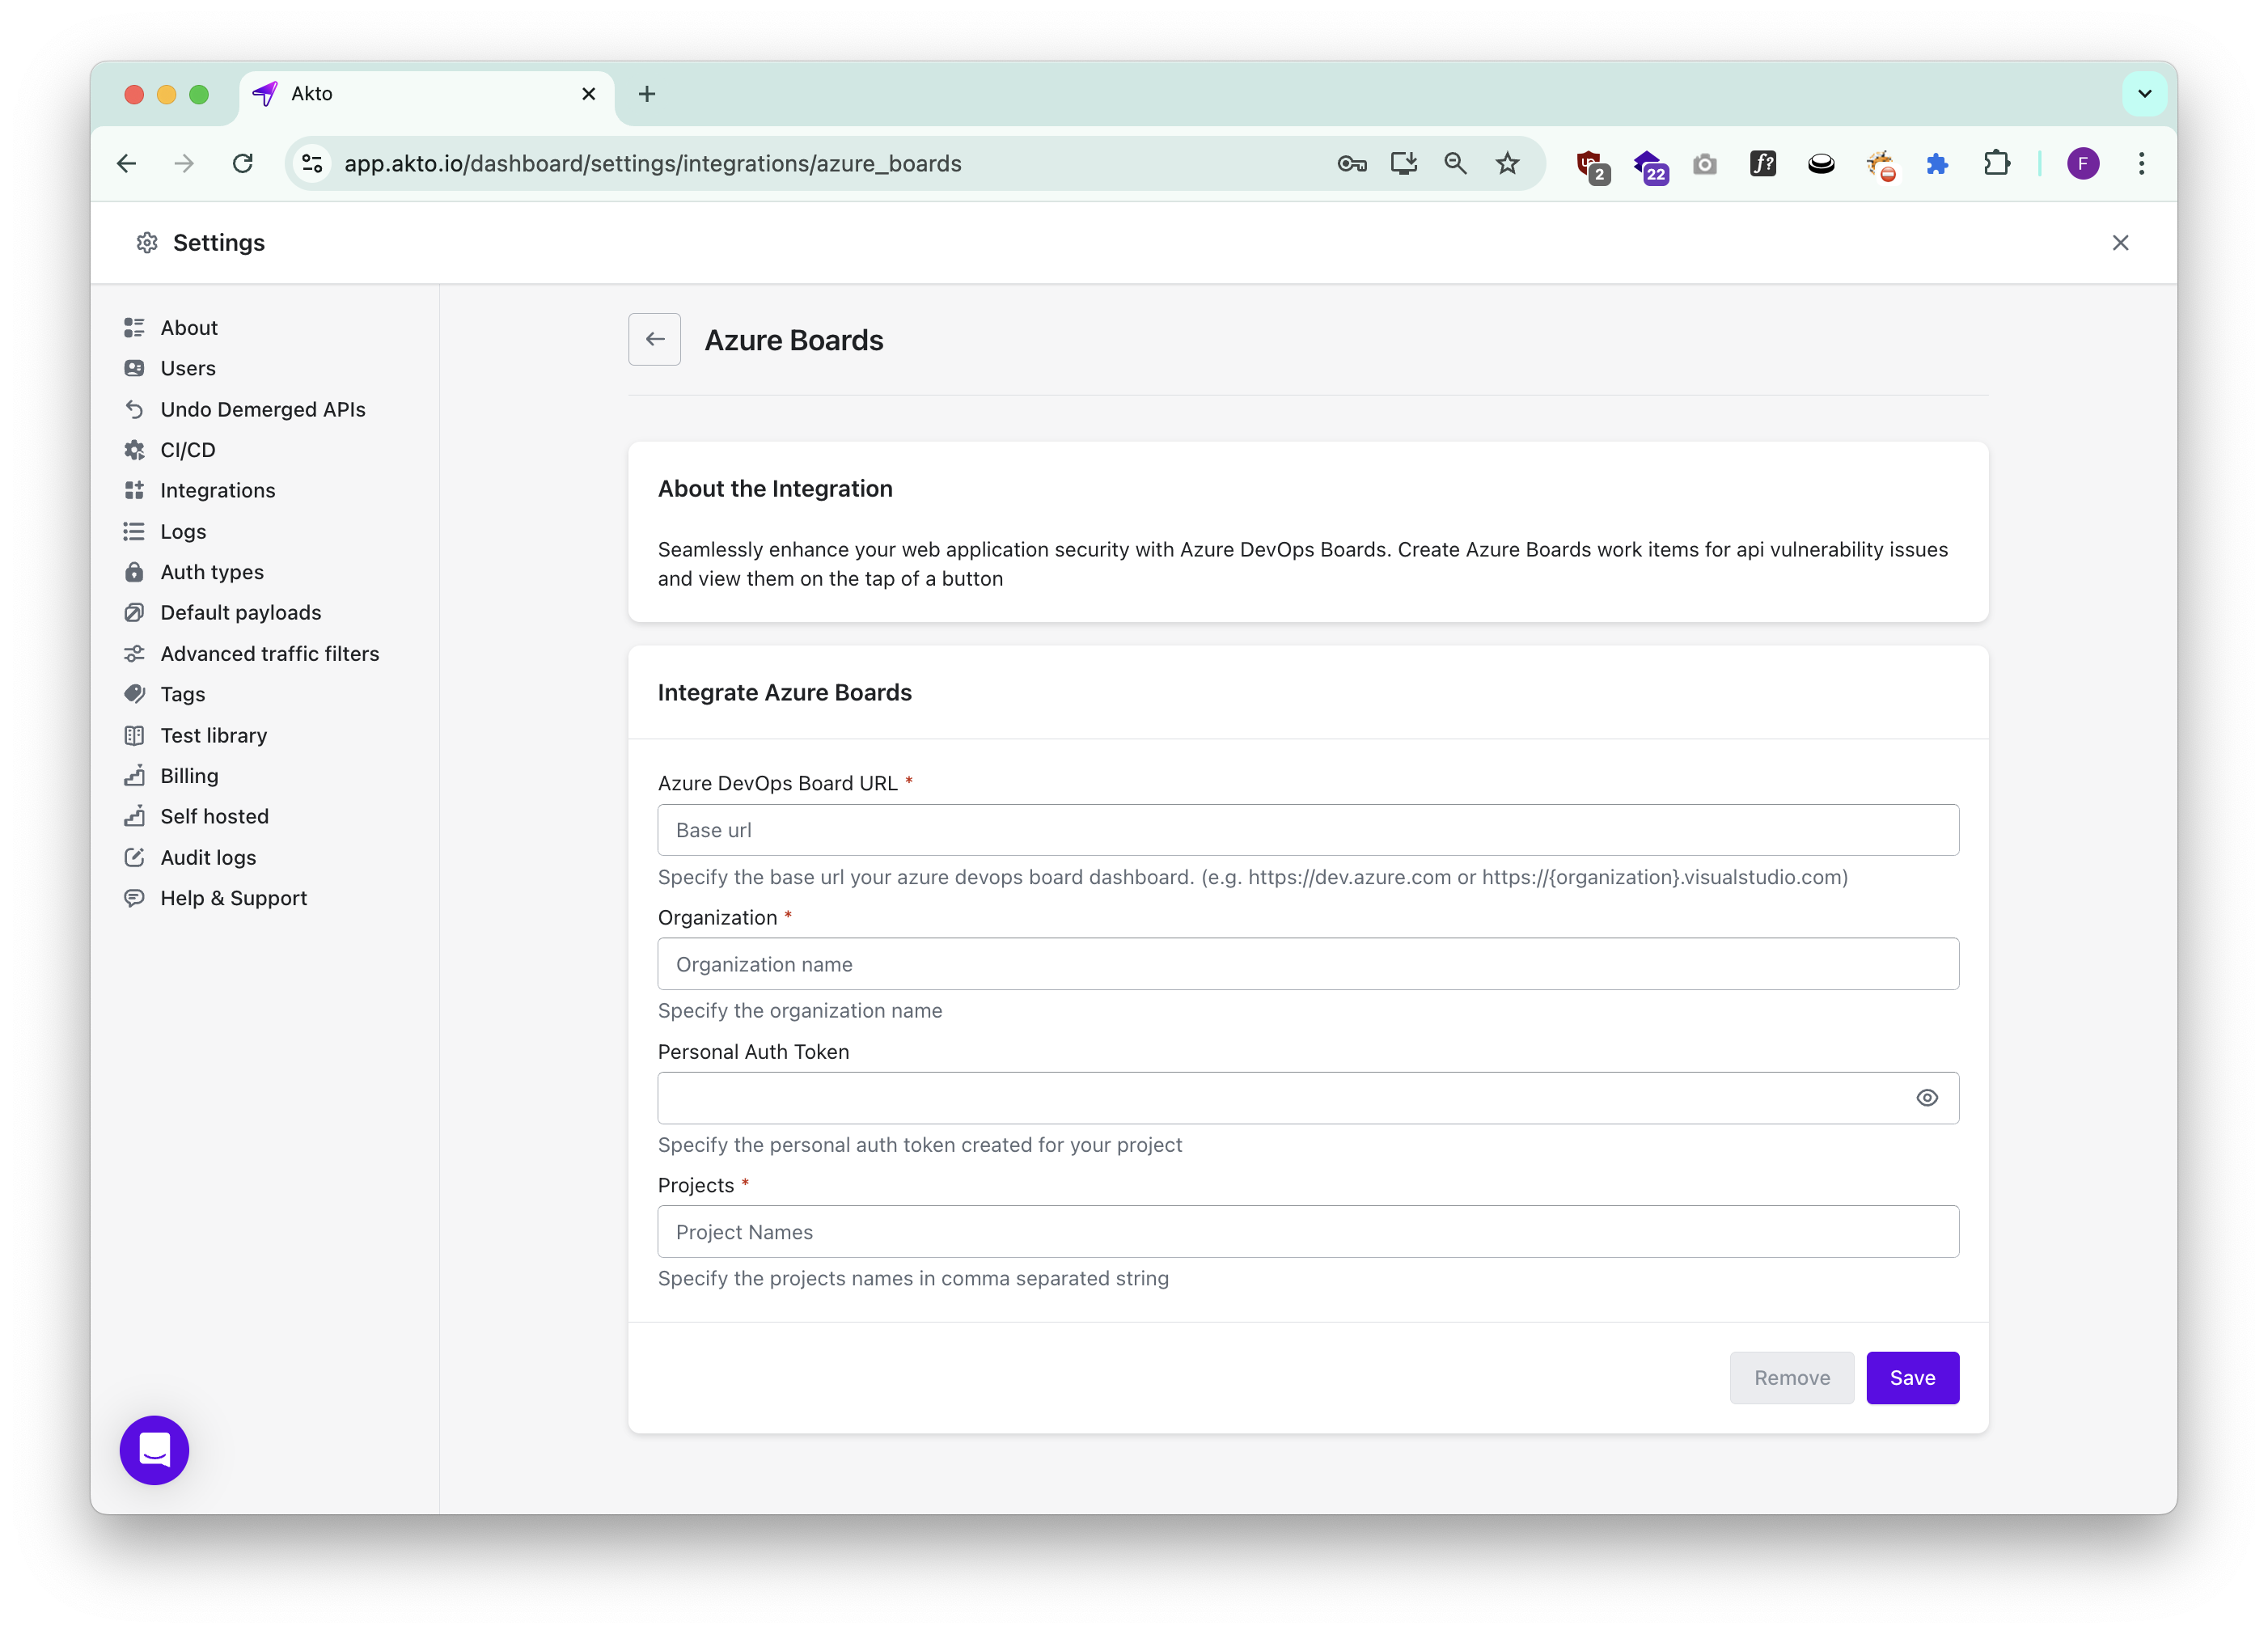 Akto
app.akto.io/dashboard/settings/integrations/azure_boards
2
22
f?
F
Settings
About
Users
Undo Demerged APIs
CI/CD
Integrations
Logs
Auth types
Default payloads
Advanced traffic filters
Tags
Test library
Billing
Self hosted
Audit logs
Help & Support
Azure Boards
About the Integration
Seamlessly enhance your web application security with Azure DevOps Boards. Create Azure Boards work items for api vulnerability issues
and view them on the tap of a button
Integrate Azure Boards
Azure DevOps Board URL *
Base url
Specify the base url your azure devops board dashboard. (e.g. https://dev.azure.com or https://{organization}.visualstudio.com)
Organization *
Organization name
Specify the organization name
Personal Auth Token
Specify the personal auth token created for your project
Projects *
Project Names
Specify the projects names in comma separated string
Remove
Save